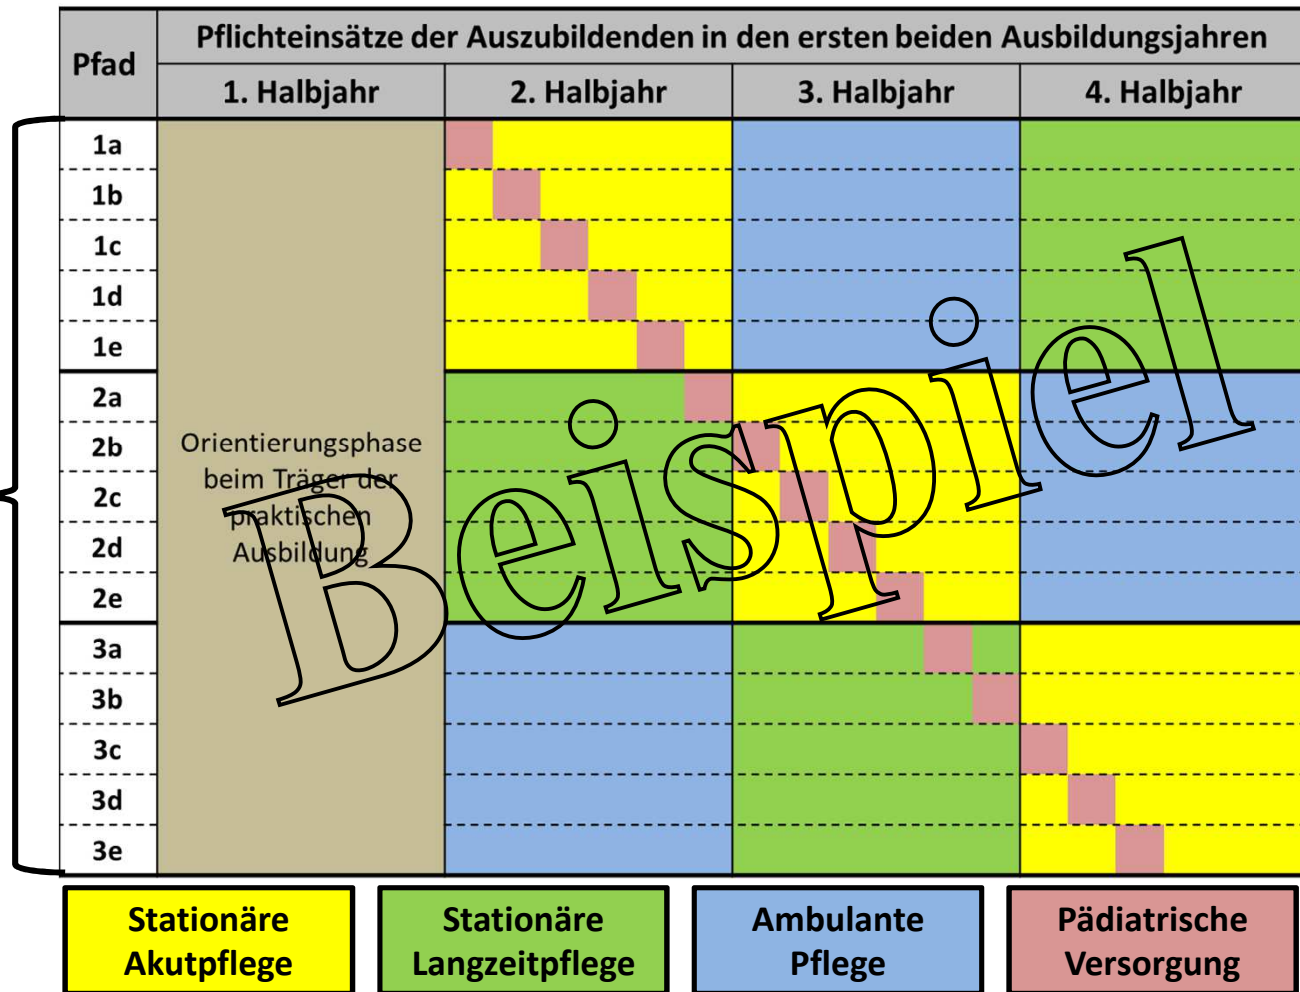 Pfad
Pflichteinsätze der Auszubildenden in den ersten beiden Ausbildungsjahren
1. Halbjahr
2. Halbjahr
3. Halbjahr
4. Halbjahr
1a
1b
1c
1d
1e
2a
2b
2c
2d
2e
3a
3b
3c
3d
3e
Orientierungsphase
beim Träger der
praktischen
Ausbildung
Beispiel
Stationäre
Akutpflege
Stationäre
Langzeitpflege
Ambulante
Pflege
Pädiatrische
Versorgung